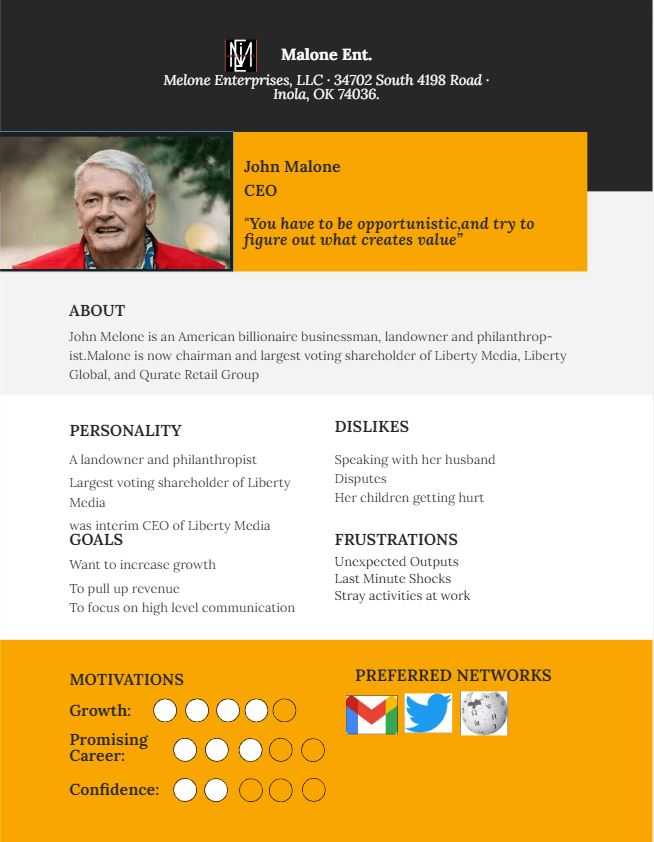 Malone Ent.
Melone Enterprises, LLC · 34702 South 4198 Road ·
Inola, OK 74036.
John Malone
CEO
"You have to be opportunistic,and try to
figure out what creates value”
ABOUT
John Melone is an American billionaire businessman, landowner and philanthrop-
ist.Malone is now chairman and largest voting shareholder of Liberty Media, Liberty
Global, and Qurate Retail Group
PERSONALITY
A landowner and philanthropist
Largest voting shareholder of Liberty
Media
was interim CEO of Liberty Media
DISLIKES
Speaking with her husband
Disputes
Her children getting hurt
GOALS
Want to increase growth
To pull up revenue
To focus on high level communication
FRUSTRATIONS
Unexpected Outputs
Last Minute Shocks
Stray activities at work
MOTIVATIONS
Growth:
Promising
Career:
Confidence:
PREFERRED NETWORKS